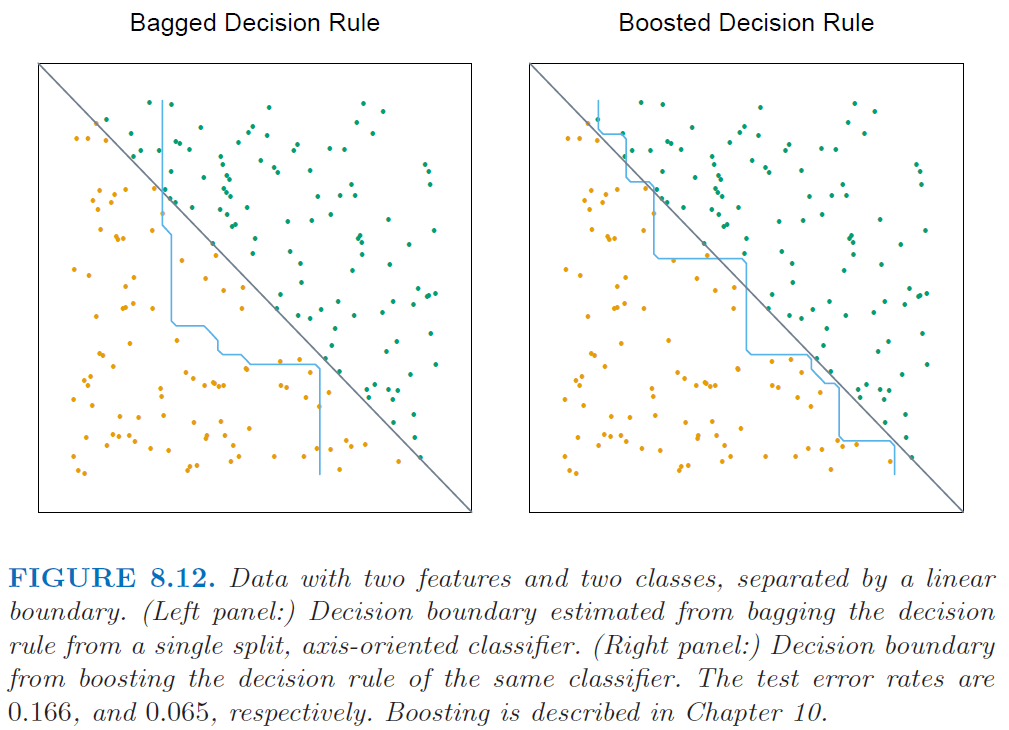 Bagged Decision Rule
Boosted Decision Rule
FIGURE 8.12. Data with two features and two classes, separated by a linear
boundary. (Left panel:) Decision boundary estimated from bagging the decision
rule from a single split, axis-oriented classifier. (Right panel:) Decision boundary
from boosting the decision rule of the same classifier. The test error rates are
0.166, and 0.065, respectively. Boosting is described in Chapter 10.